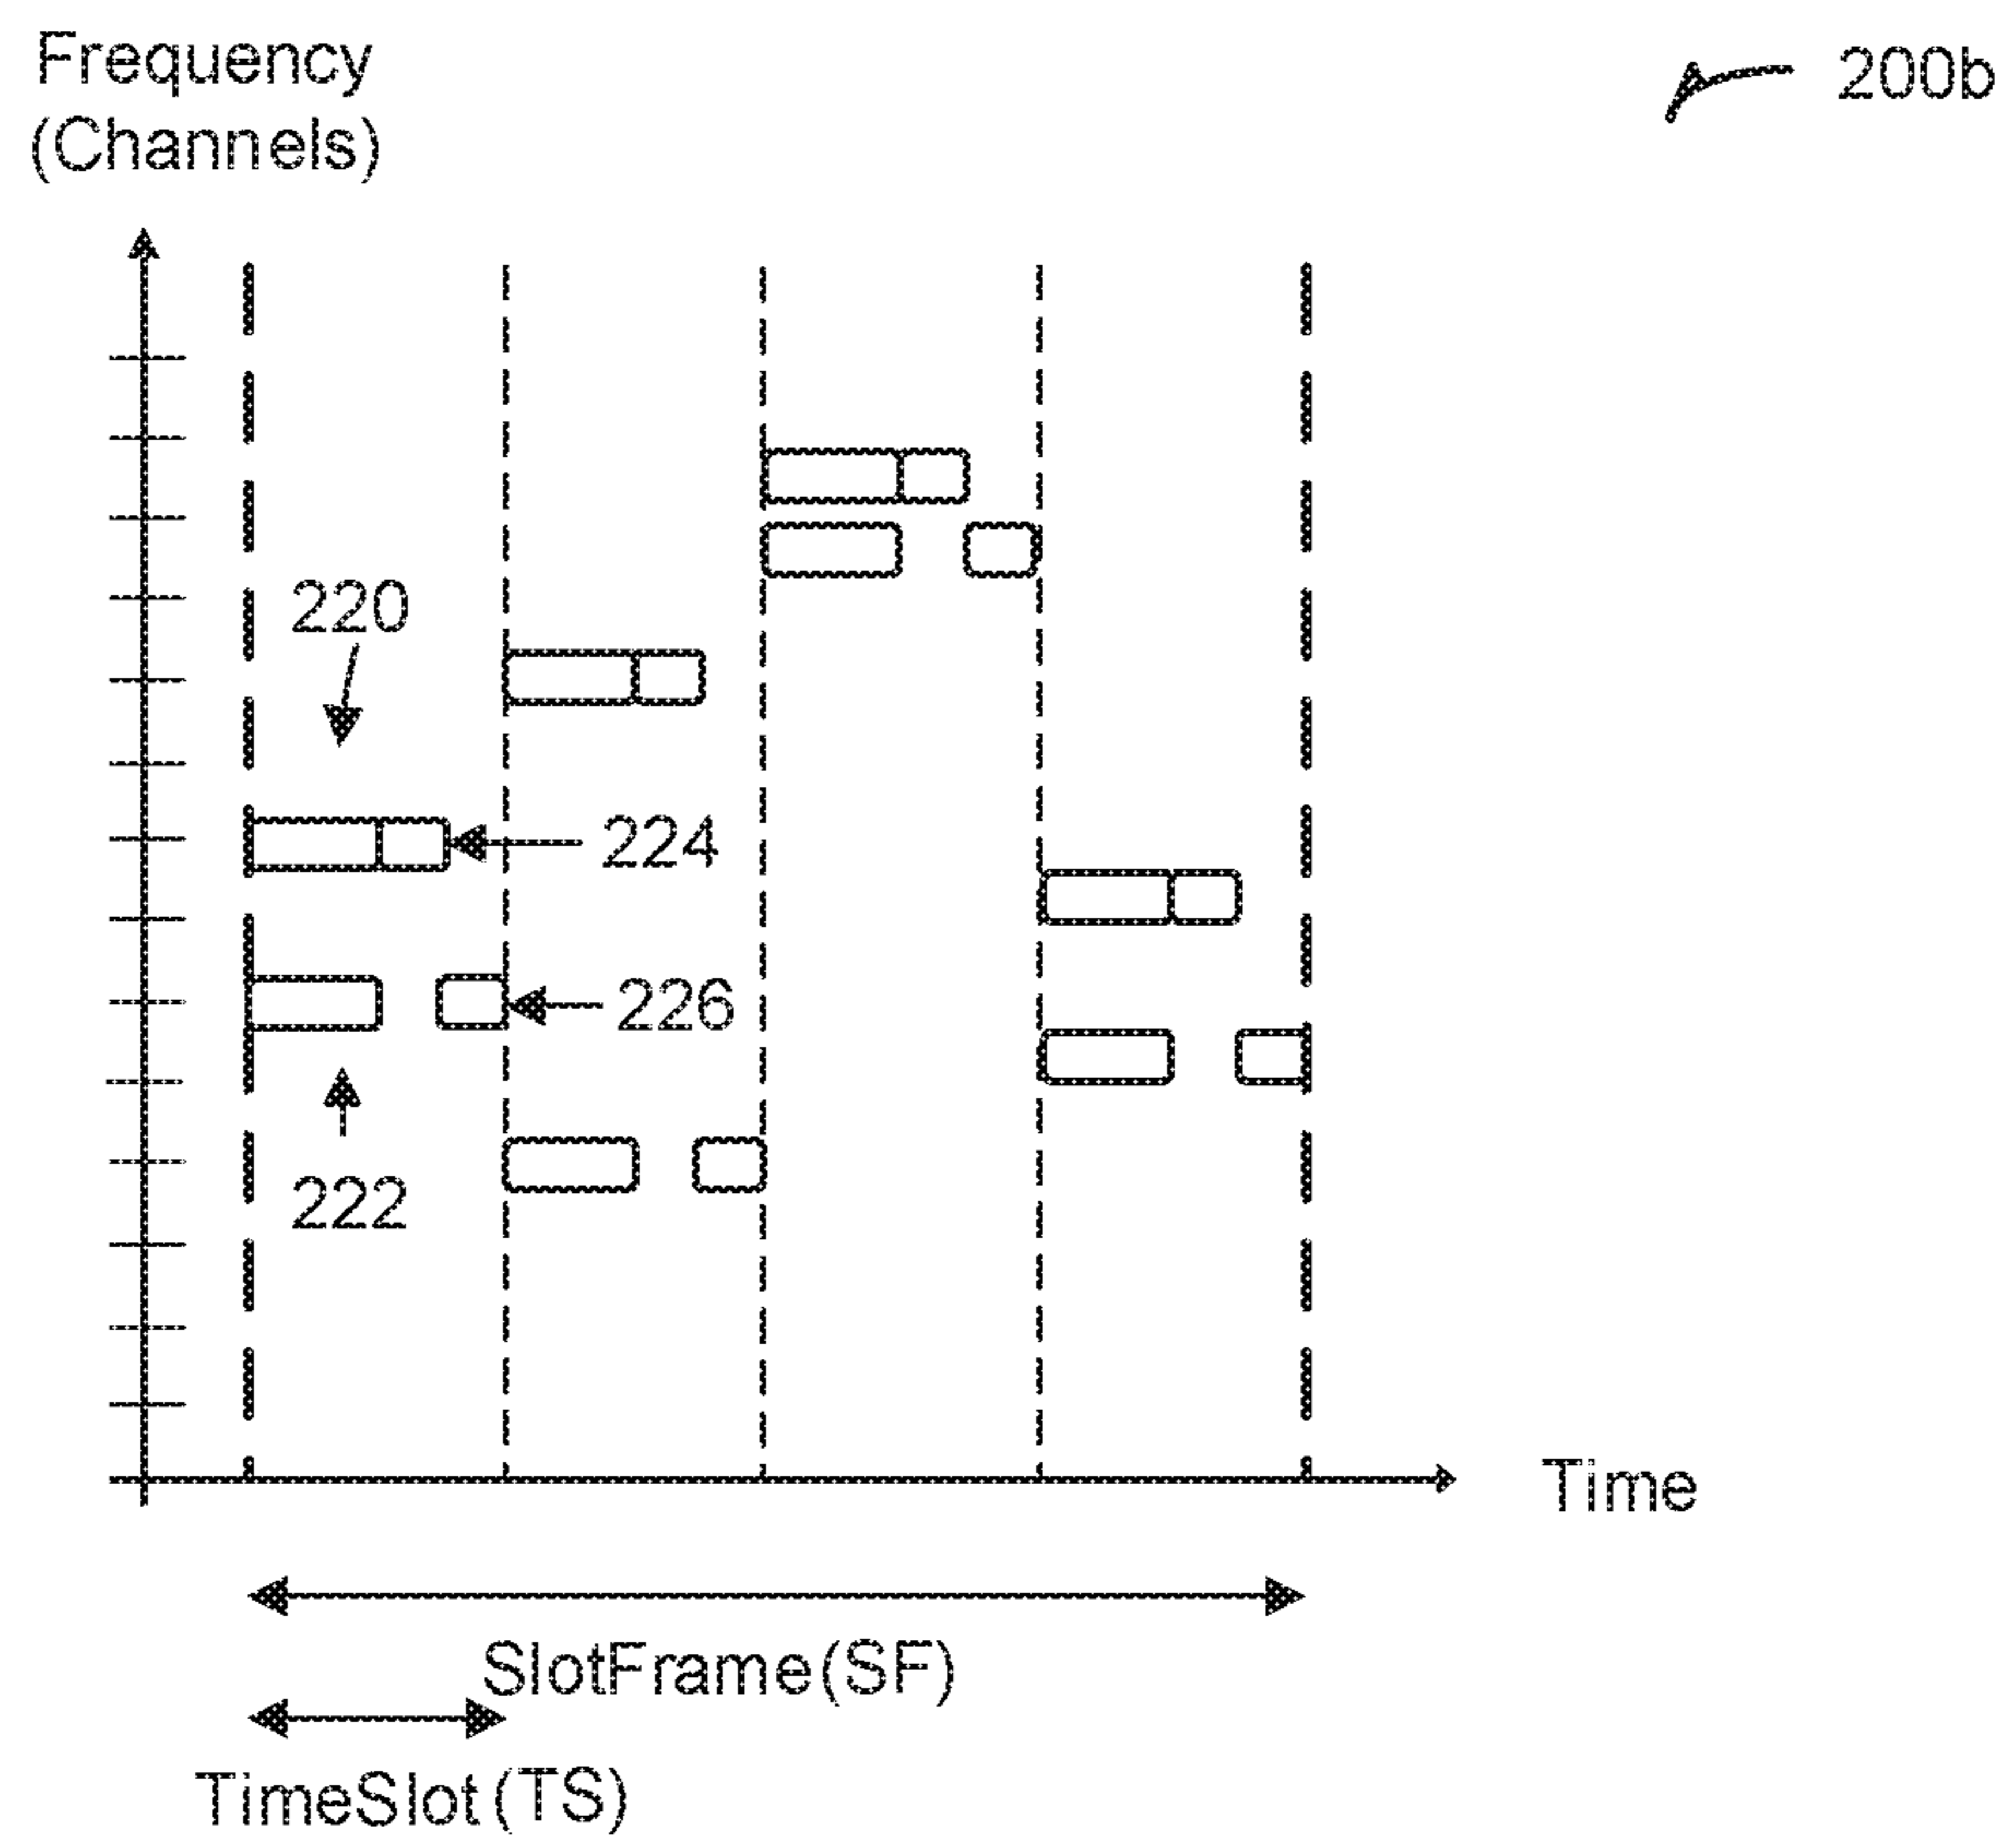 Frequency
(Channels)
200b
220
224
226
222
Time
SlotFrame(SF)
TimeSlot(TS)